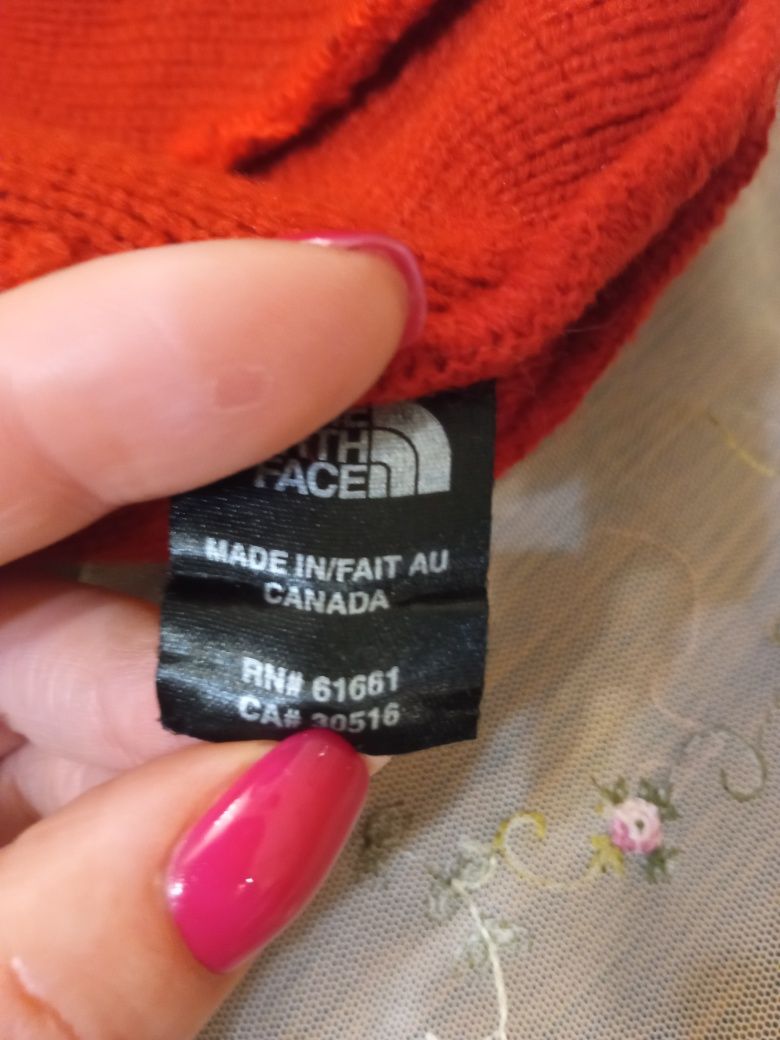 FACE
MADE IN/FAIT AU
CANADA
RN# 61661
CA# 30516